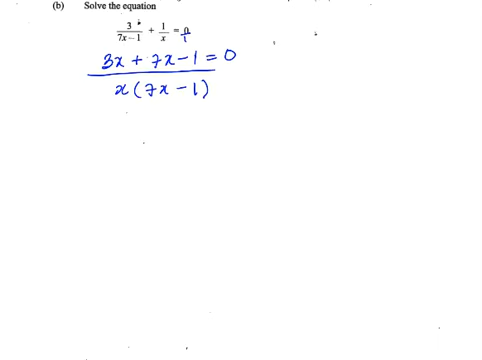 (b) Solve the equation
3/(7x − 1) + 1/x = 0/1
3x + 7x − 1 = 0
x(7x − 1)